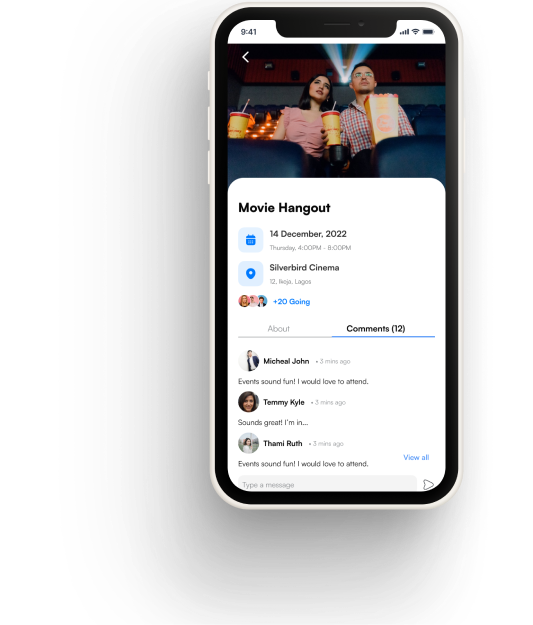 9:41
Movie Hangout
14 December, 2022
Thursday, 4:00PM - 8:00PM
Silverbird Cinema
12, Ikeja, Lagos
+20 Going
About
Comments (12)
Micheal John • 3 mins ago
Events sound fun! I would love to attend.
Temmy Kyle • 3 mins ago
Sounds great! I'm in...
Thami Ruth • 3 mins ago
View all
Events sound fun! I would love to attend.
Type a message